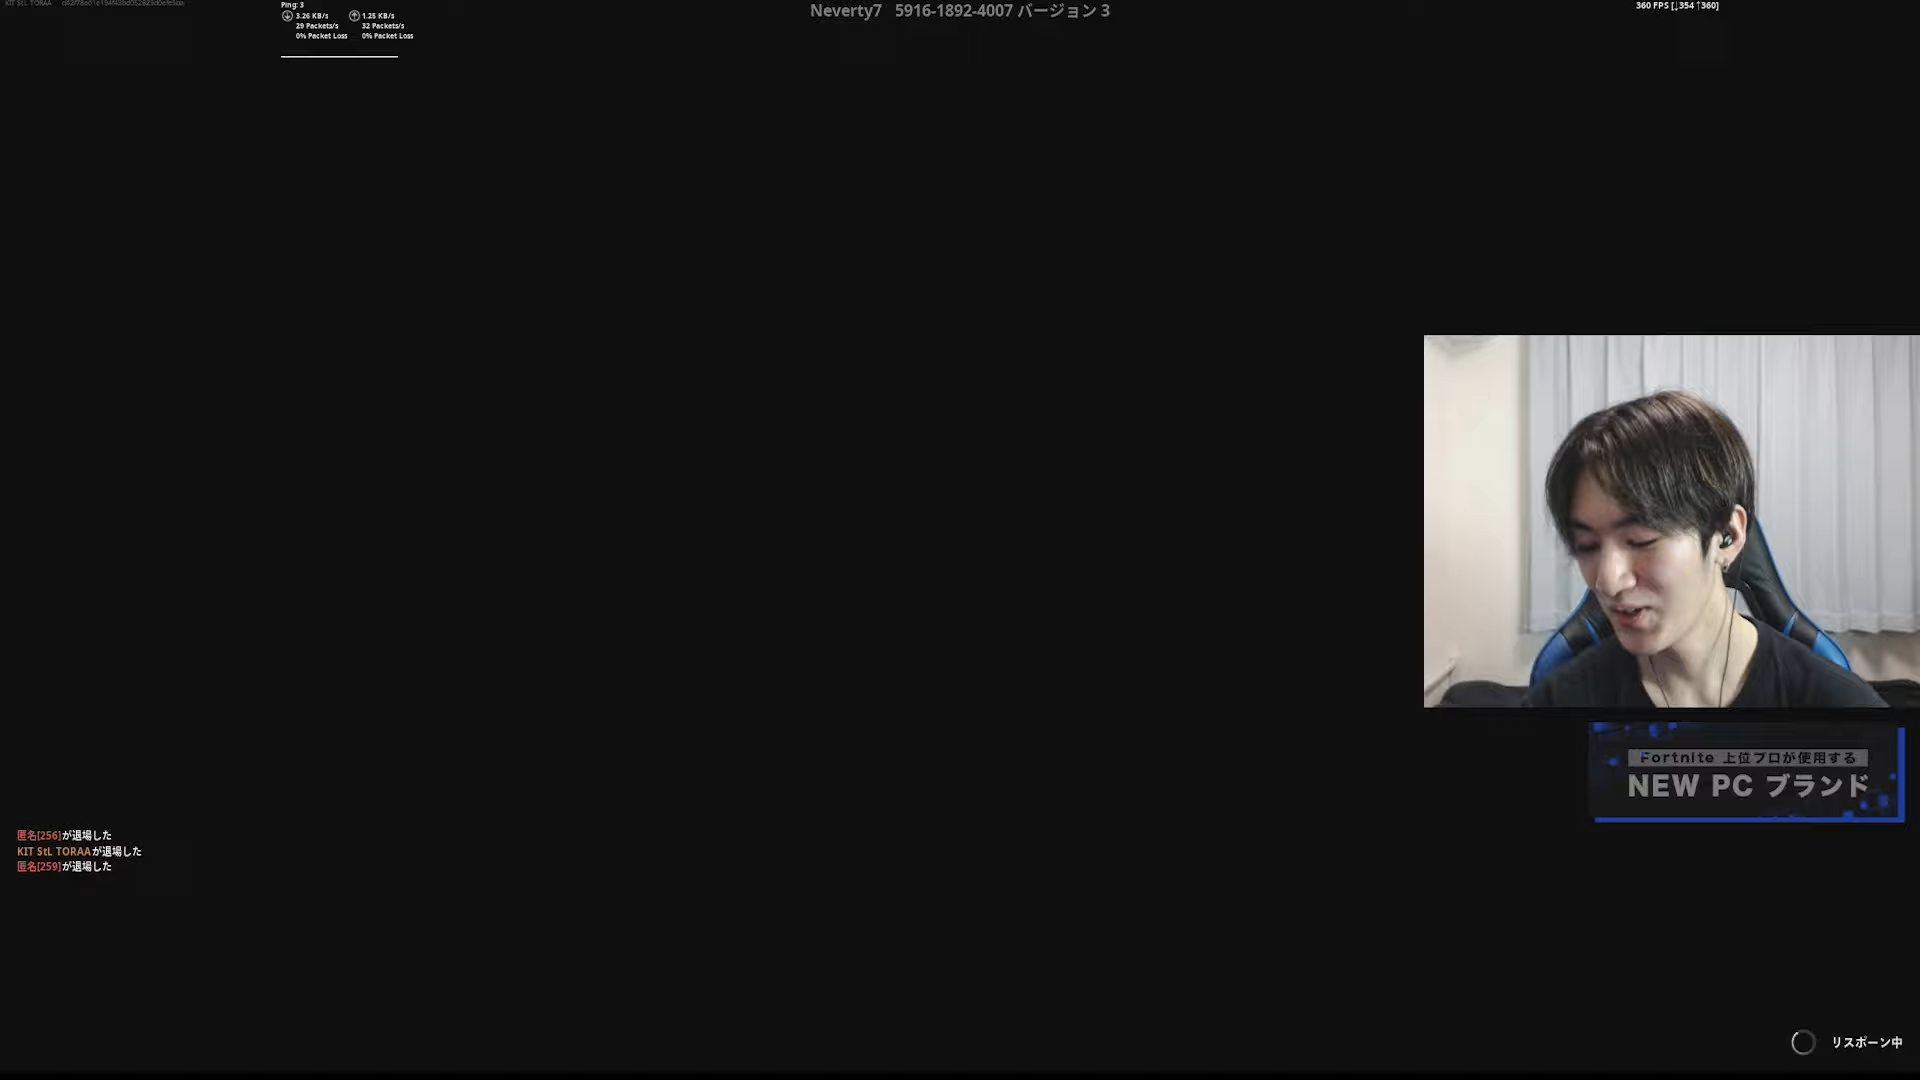 KIT StL TORAA
Ping: 3
3.26 KB/s 1.25 KB/s
29 Packets/s 32 Packets/s
0% Packet Loss 0% Packet Loss
Neverty7 5916-1892-4007 バージョン 3
360 FPS [↓354 ↑360]
Fortnite 上位プロが使用する
NEW PC ブランド
匿名[256]が退場した
KIT StL TORAAが退場した
匿名[259]が退場した
リスポーン中